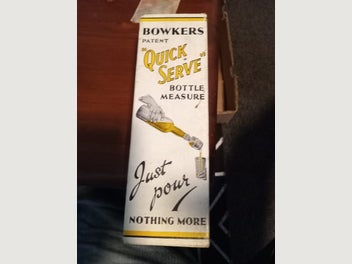 BOWKERS
PATENT
"QUICK
SERVE"
BOTTLE
MEASURE
Just
pour
NOTHING MORE